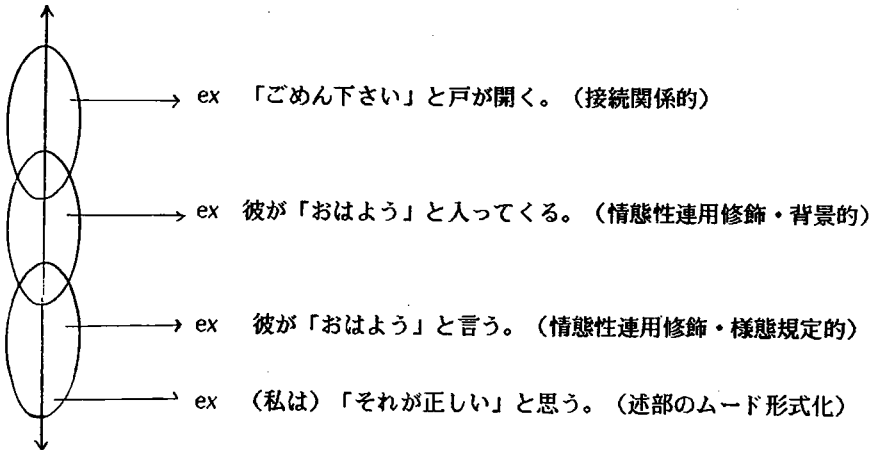 ex 「ごめん下さい」と戸が開く。（接続関係的）
ex 彼が「おはよう」と入ってくる。（情態性連用修飾・背景的）
ex 彼が「おはよう」と言う。（情態性連用修飾・様態規定的）
ex （私は）「それが正しい」と思う。（述部のムード形式化）